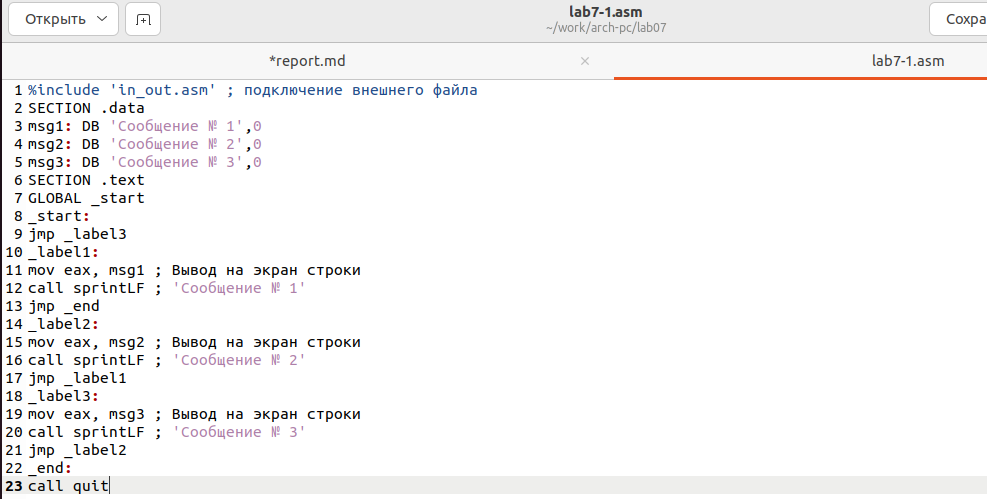 Открыть
lab7-1.asm
~/work/arch-pc/lab07
Сохра
*report.md
lab7-1.asm
1 %include 'in_out.asm' ; подключение внешнего файла
2 SECTION .data
3 msg1: DB 'Сообщение № 1',0
4 msg2: DB 'Сообщение № 2',0
5 msg3: DB 'Сообщение № 3',0
6 SECTION .text
7 GLOBAL _start
8 _start:
9 jmp _label3
10 _label1:
11 mov eax, msg1 ; Вывод на экран строки
12 call sprintLF ; 'Сообщение № 1'
13 jmp _end
14 _label2:
15 mov eax, msg2 ; Вывод на экран строки
16 call sprintLF ; 'Сообщение № 2'
17 jmp _label1
18 _label3:
19 mov eax, msg3 ; Вывод на экран строки
20 call sprintLF ; 'Сообщение № 3'
21 jmp _label2
22 _end:
23 call quit